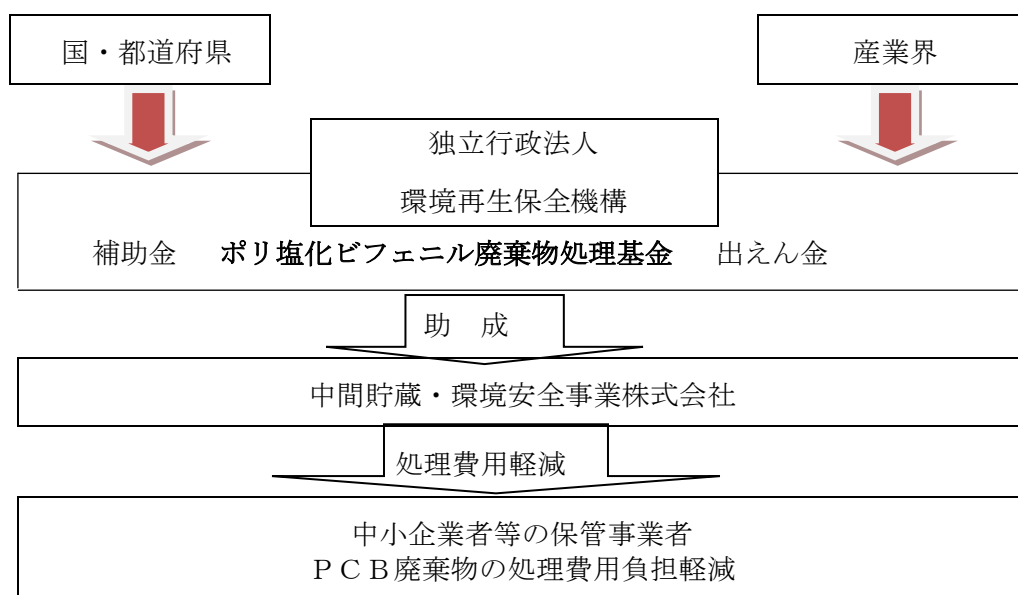 国・都道府県
産業界
独立行政法人
環境再生保全機構
補助金 ポリ塩化ビフェニル廃棄物処理基金 出えん金
助 成
中間貯蔵・環境安全事業株式会社
処理費用軽減
中小企業者等の保管事業者
ＰＣＢ廃棄物の処理費用負担軽減